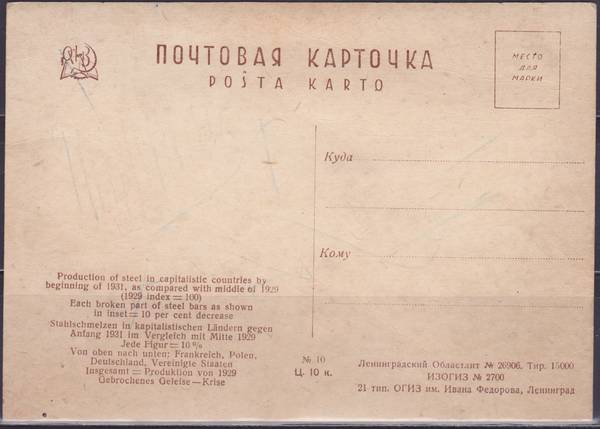 ПОЧТОВАЯ КАРТОЧКА
POŜTA KARTO
МЕСТО
ДЛЯ
МАРКИ
Куда
Кому
Production of steel in capitalistic countries by
beginning of 1931, as compared with middle of 1929
(1929 index = 100)
Each broken part of steel bars as shown
in inset = 10 per cent decrease
Stahlschmelzen in kapitalistischen Ländern gegen
Anfang 1931 im Vergleich mit Mitte 1929
Jede Figur = 10 %
Von oben nach unten: Frankreich, Polen,
Deutschland, Vereinigte Staaten
Insgesamt = Produktion von 1929
Gebrochenes Geleise — Krise
№ 10
Ц. 10 к.
Ленинградский Областлит № 26906. Тир. 15000
ИЗОГИЗ № 2700
21 тип. ОГИЗ им. Ивана Федорова, Ленинград